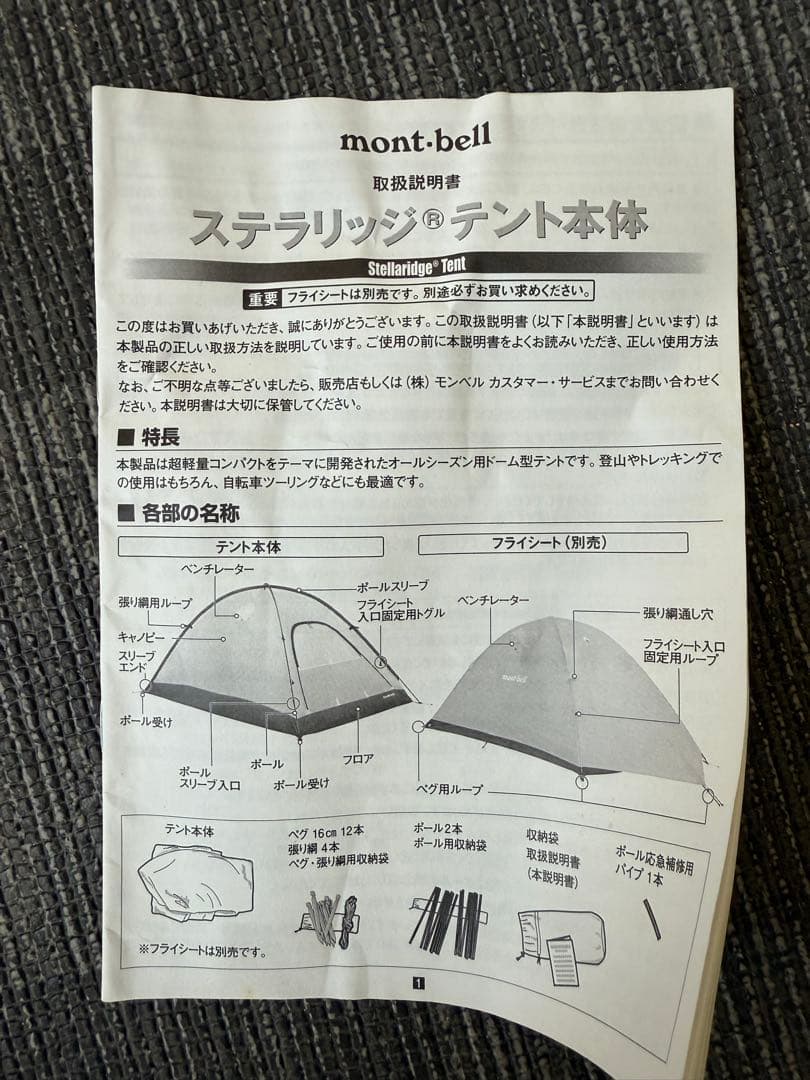 mont-bell
取扱説明書
ステラリッジ®テント本体
Stellaridge® Tent
重要 フライシートは別売です。別途必ずお買い求めください。
この度はお買いあげいただき、誠にありがとうございます。この取扱説明書(以下「本説明書」といいます)は
本製品の正しい取扱方法を説明しています。ご使用の前に本説明書をよくお読みいただき、正しい使用方法
をご確認ください。
なお、ご不明な点等ございましたら、販売店もしくは(株)モンベル カスタマー・サービスまでお問い合わせく
ださい。本説明書は大切に保管してください。
■ 特長
本製品は超軽量コンパクトをテーマに開発されたオールシーズン用ドーム型テントです。登山やトレッキングで
の使用はもちろん、自転車ツーリングなどにも最適です。
■ 各部の名称
テント本体
ベンチレーター
ポールスリーブ
張り綱用ループ
フライシート
入口固定用トグル
キャノピー
スリーブ
エンド
ポール受け
ポール
スリーブ入口
ポール
ポール受け
フロア
フライシート(別売)
ベンチレーター
張り綱通し穴
フライシート入口
固定用ループ
mont-bell
ペグ用ループ
テント本体
※フライシートは別売です。
ペグ 16cm 12本
張り綱 4本
ペグ・張り綱用収納袋
ポール2本
ポール用収納袋
収納袋
取扱説明書
(本説明書)
ポール応急補修用
パイプ 1本
1